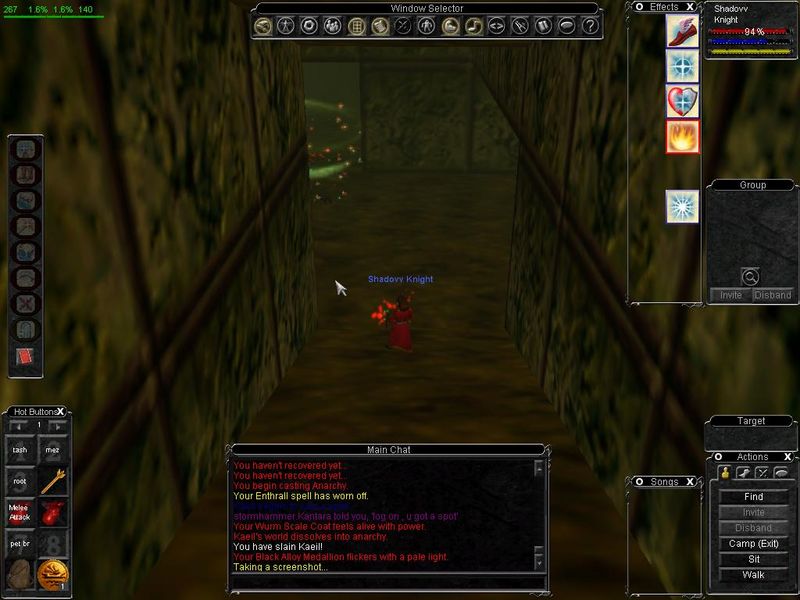 267 1.6% 1.6% 140
Window Selector
Effects X
Shadovv
Knight
94 %
Group
Invite Disband
Shadovv Knight
Hot Buttons X
1
tash mez
root
Melee
Attack
pet br
1
Main Chat
You haven't recovered yet...
You haven't recovered yet...
You begin casting Anarchy.
Your Enthrall spell has worn off.
stormhammer Kantara told you, 'log on , u got a spot'
Your Wurm Scale Coat feels alive with power.
Kaeil's world dissolves into anarchy.
You have slain Kaeil!
Your Black Alloy Medallion flickers with a pale light.
Taking a screenshot...
Songs X
Target
Actions X
Find
Invite
Disband
Camp (Exit)
Sit
Walk